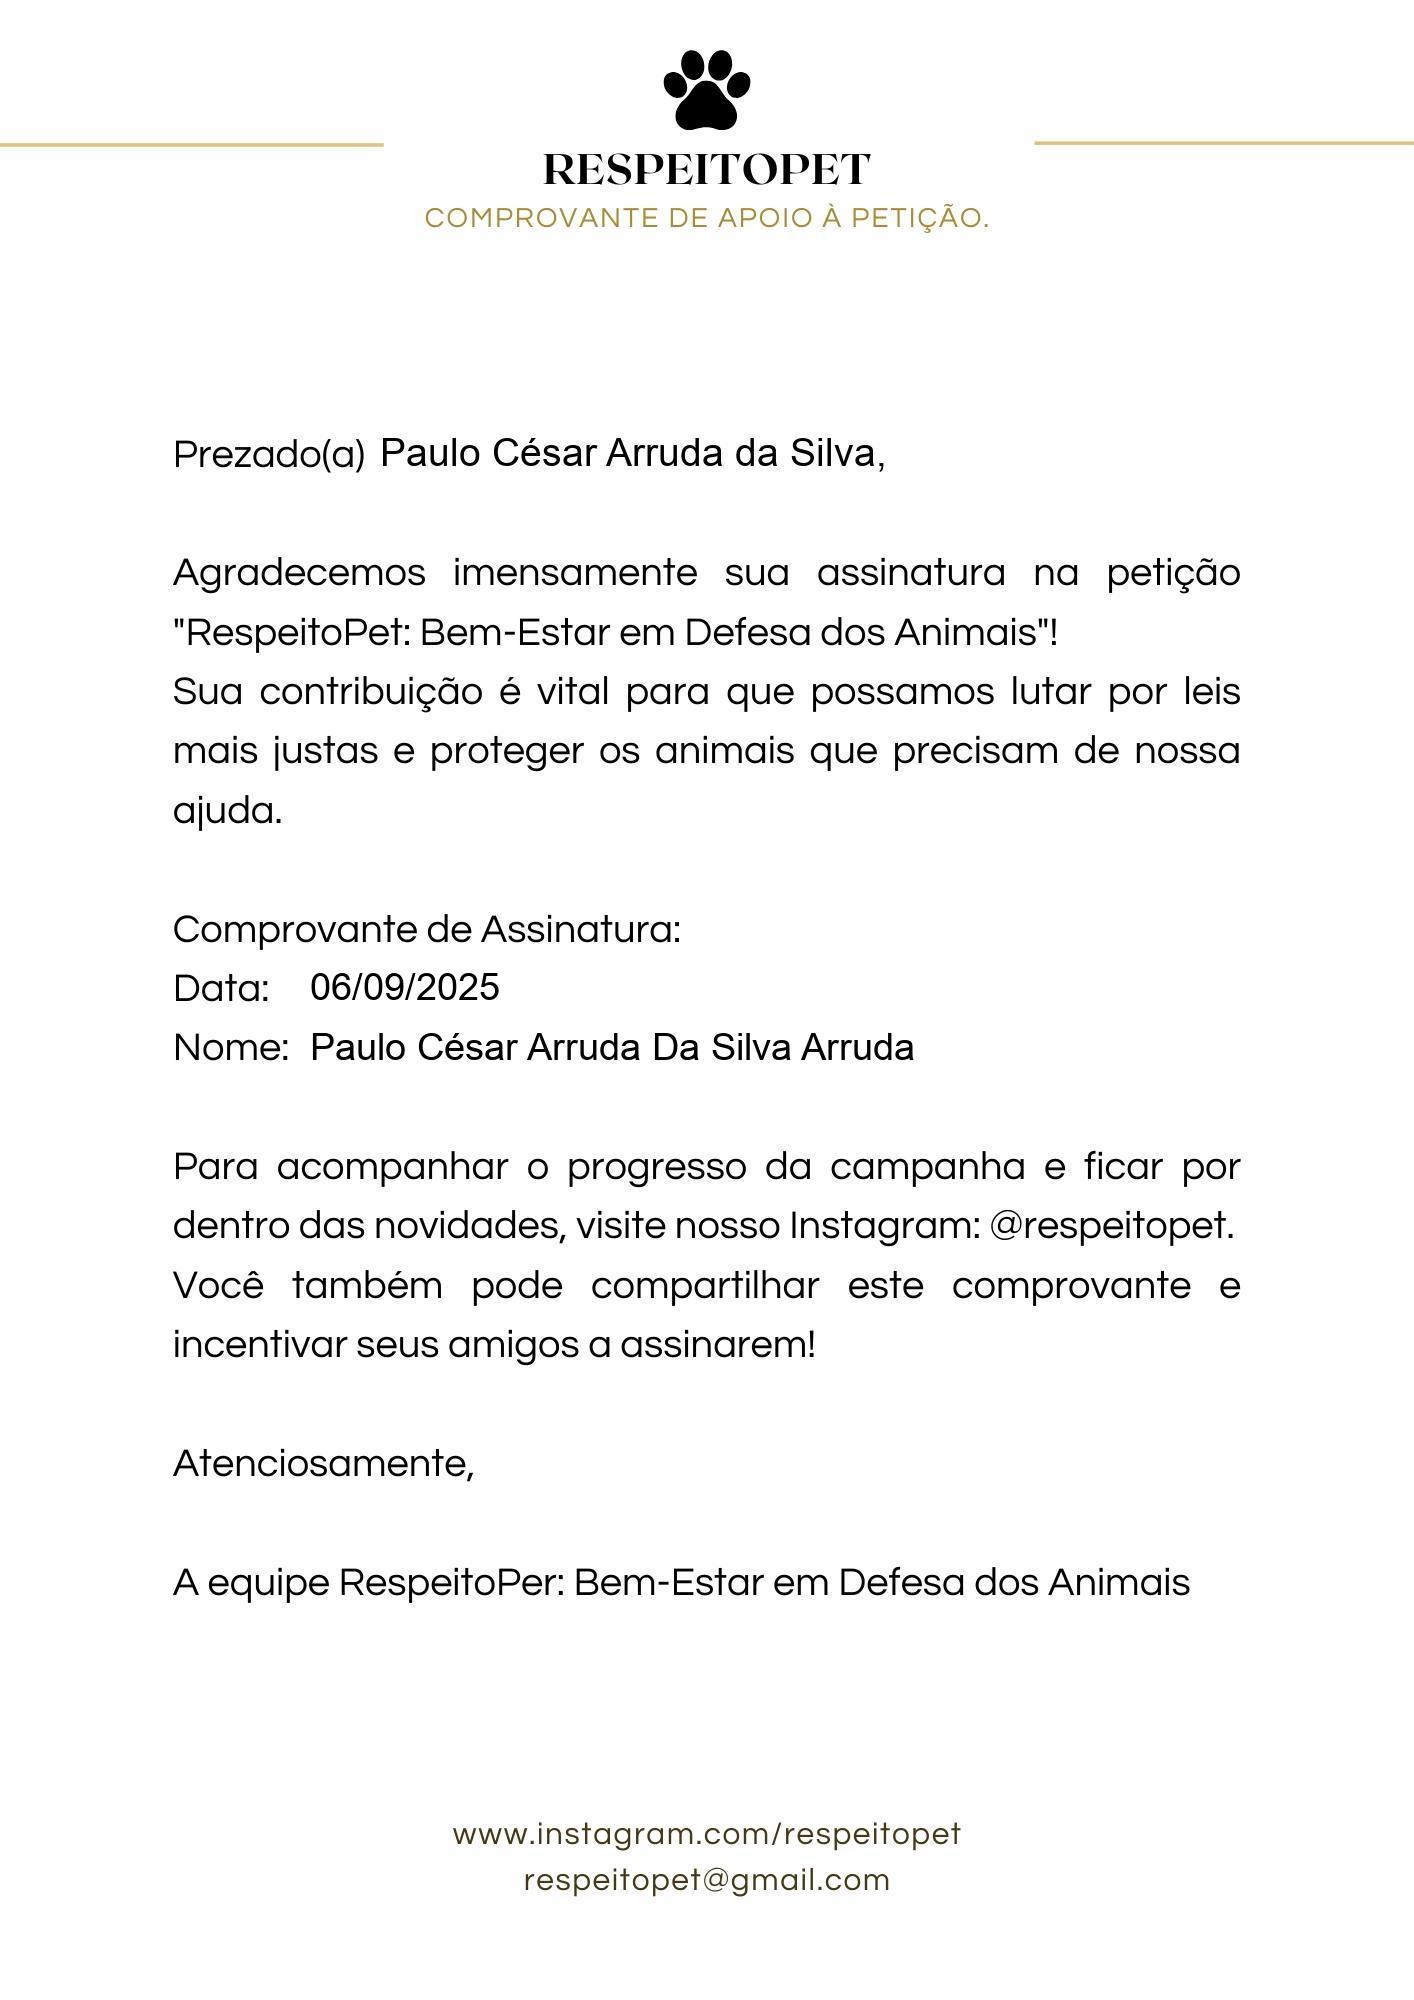 RESPEITOPET
COMPROVANTE DE APOIO À PETIÇÃO.
Prezado(a) Paulo César Arruda da Silva,
Agradecemos imensamente sua assinatura na petição
"RespeitoPet: Bem-Estar em Defesa dos Animais"!
Sua contribuição é vital para que possamos lutar por leis
mais justas e proteger os animais que precisam de nossa
ajuda.
Comprovante de Assinatura:
Data: 06/09/2025
Nome: Paulo César Arruda Da Silva Arruda
Para acompanhar o progresso da campanha e ficar por
dentro das novidades, visite nosso Instagram: @respeitopet.
Você também pode compartilhar este comprovante e
incentivar seus amigos a assinarem!
Atenciosamente,
A equipe RespeitoPer: Bem-Estar em Defesa dos Animais
www.instagram.com/respeitopet
respeitopet@gmail.com